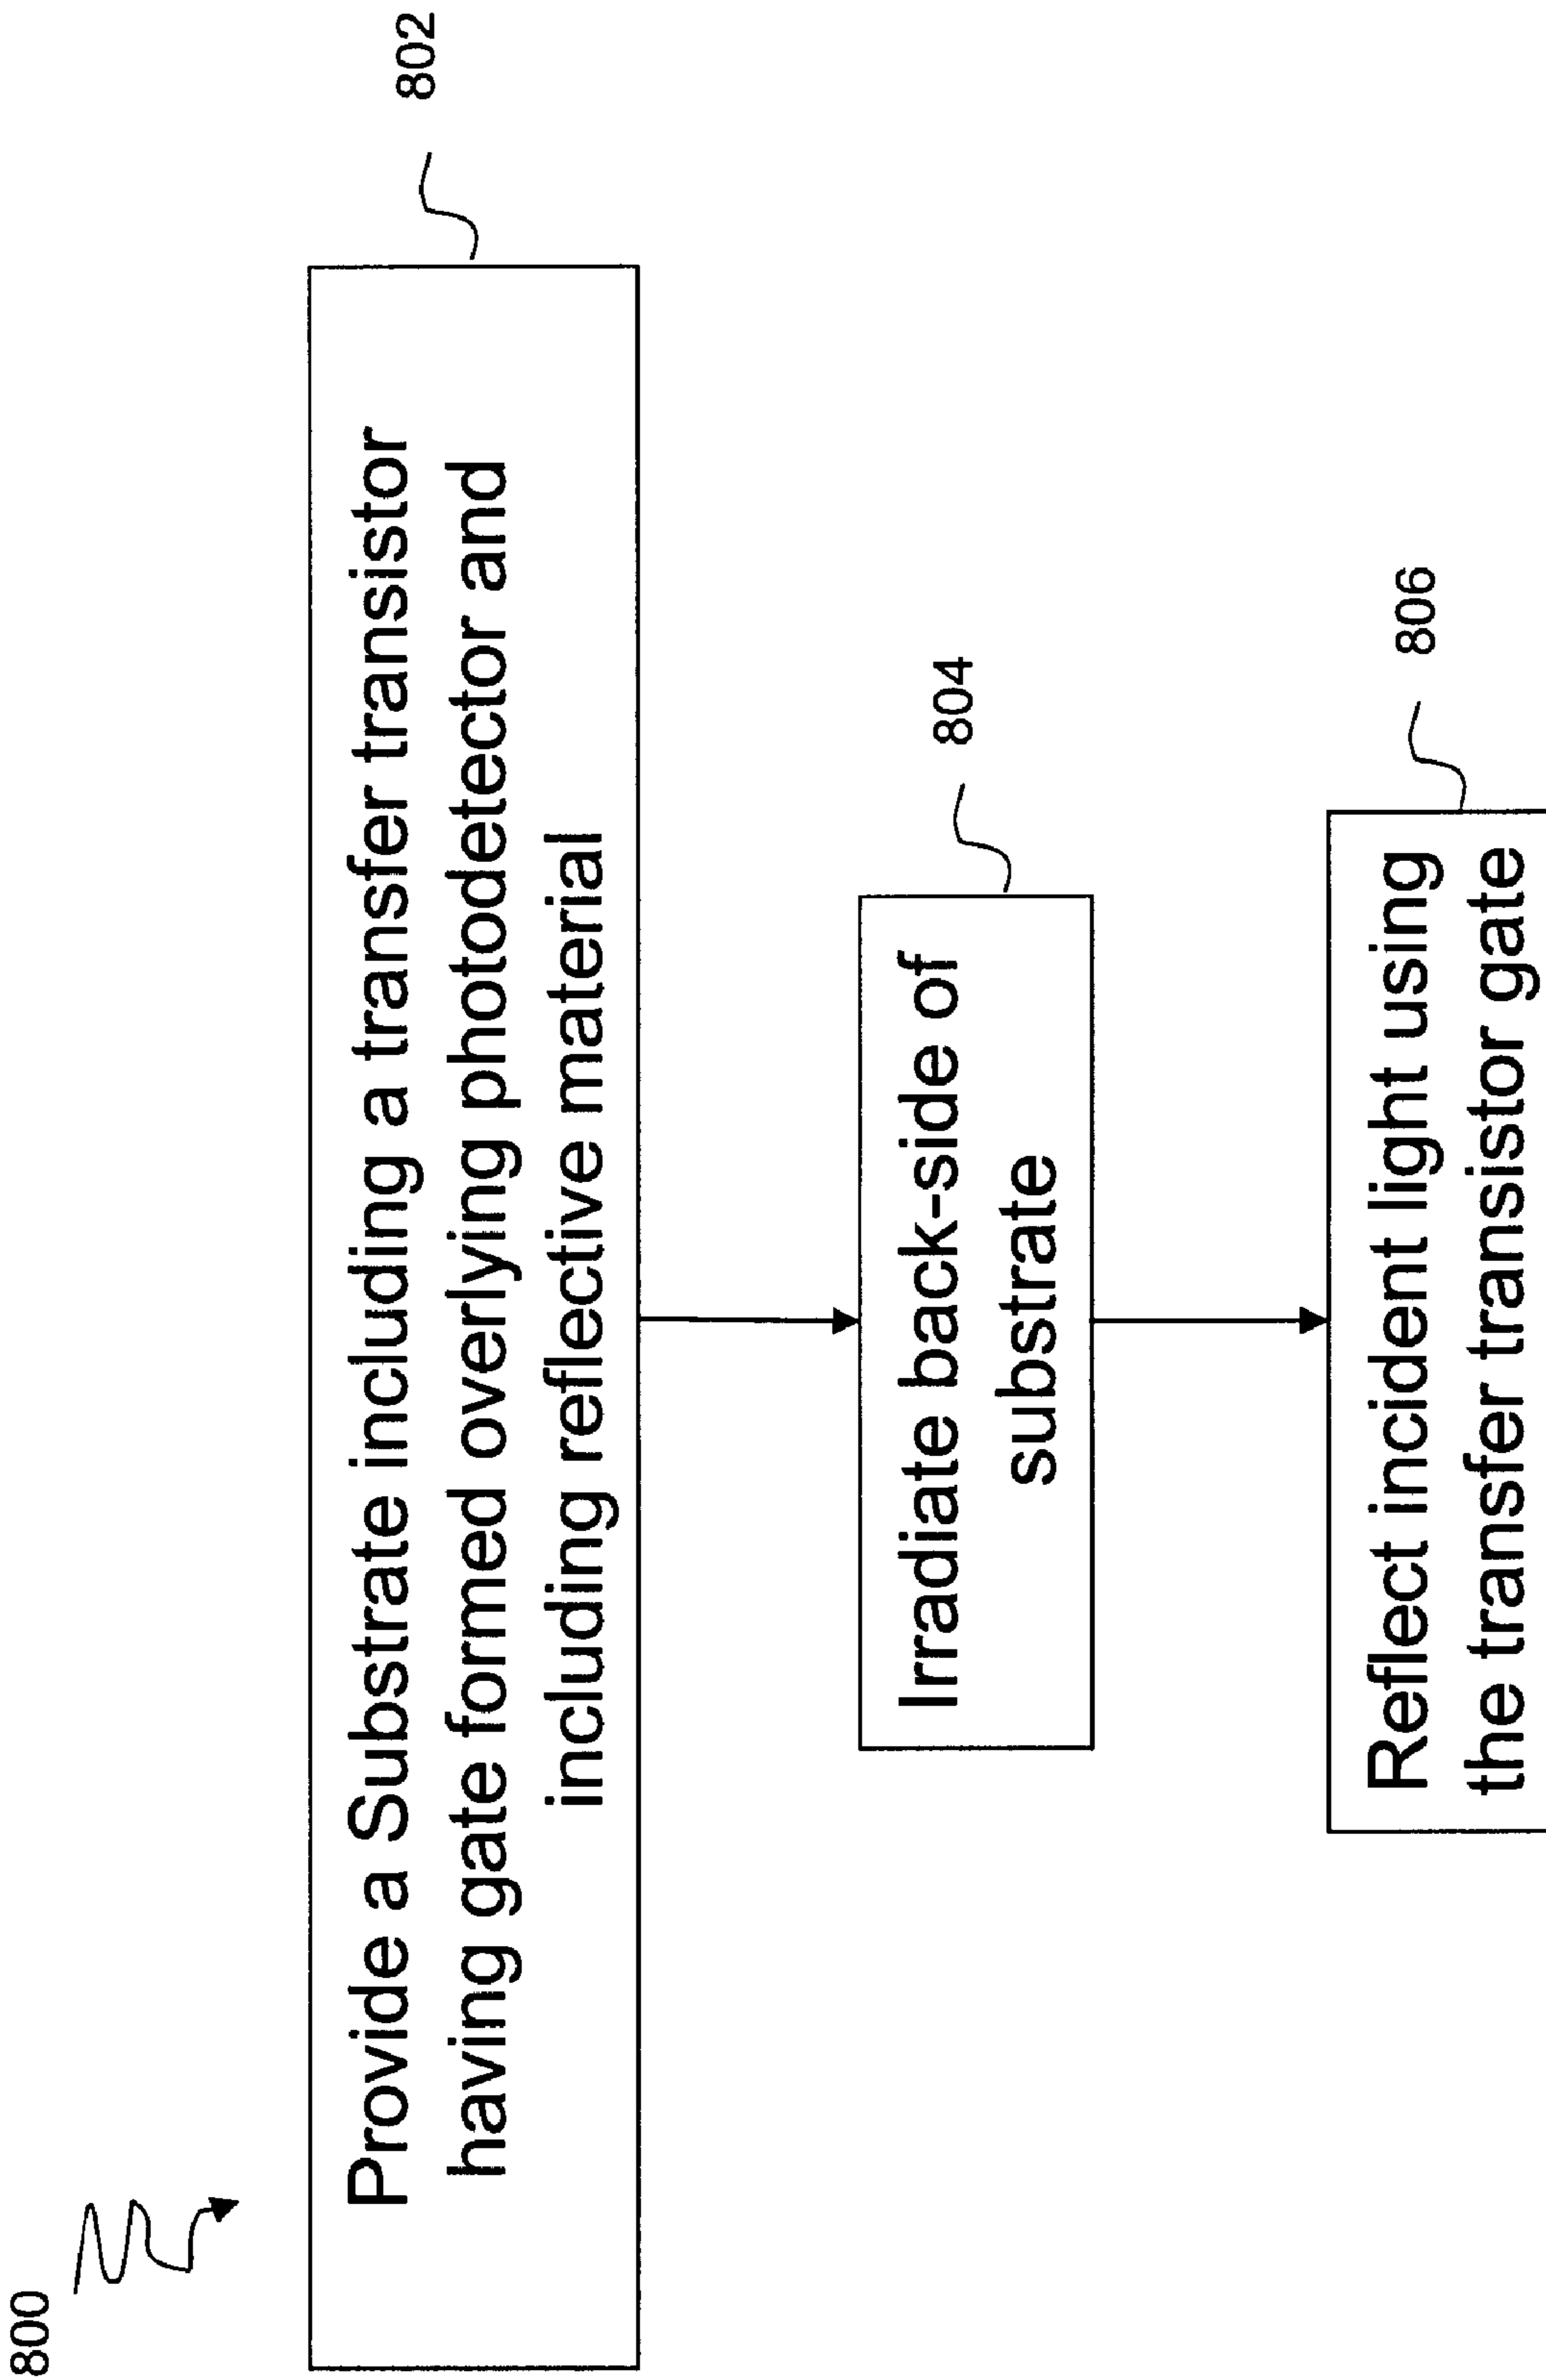 800
Provide a Substrate including a transfer transistor
having gate formed overlying photodetector and
including reflective material
802
Irradiate back-side of
substrate
804
Reflect incident light using
the transfer transistor gate
806